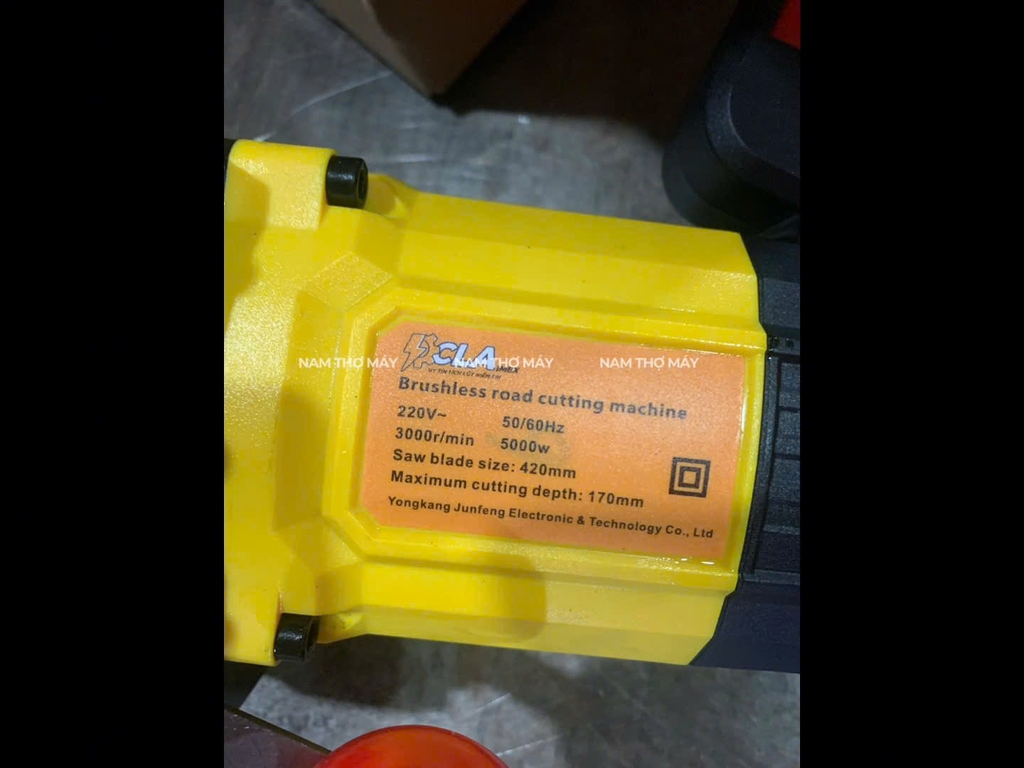 CLA
NAM THỢ MÁY NAM THỢ MÁY NAM THỢ MÁY
Brushless road cutting machine
220V~ 50/60Hz
3000r/min 5000w
Saw blade size: 420mm
Maximum cutting depth: 170mm
Yongkang Junfeng Electronic & Technology Co., Ltd